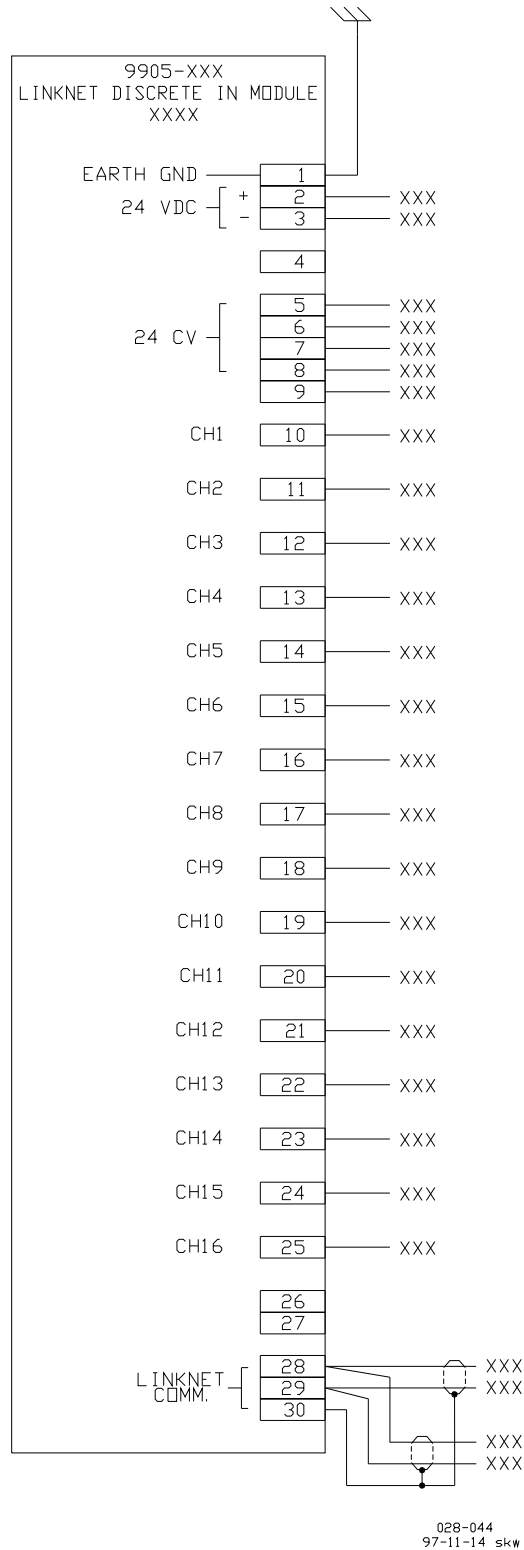 9905-XXX
LINKNET DISCRETE IN MODULE
XXXX
EARTH GND 1
24 VDC + 2 XXX
- 3 XXX
4
24 CV
5 XXX
6 XXX
7 XXX
8 XXX
9 XXX
CH1 10 XXX
CH2 11 XXX
CH3 12 XXX
CH4 13 XXX
CH5 14 XXX
CH6 15 XXX
CH7 16 XXX
CH8 17 XXX
CH9 18 XXX
CH10 19 XXX
CH11 20 XXX
CH12 21 XXX
CH13 22 XXX
CH14 23 XXX
CH15 24 XXX
CH16 25 XXX
26
27
LINKNET
COMM.
28 XXX
29 XXX
30
XXX
XXX
028-044
97-11-14 skw